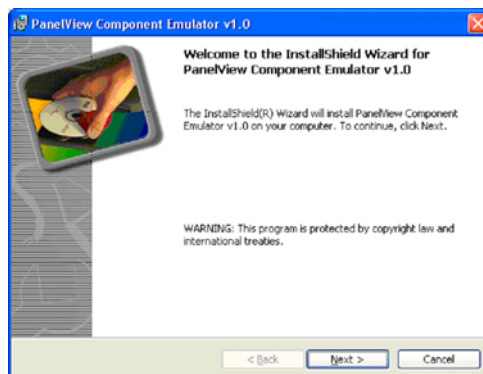 PanelView Component Emulator v1.0
Welcome to the InstallShield Wizard for
PanelView Component Emulator v1.0
The InstallShield(R) Wizard will install PanelView Component
Emulator v1.0 on your computer. To continue, click Next.
WARNING: This program is protected by copyright law and
international treaties.
< Back Next > Cancel